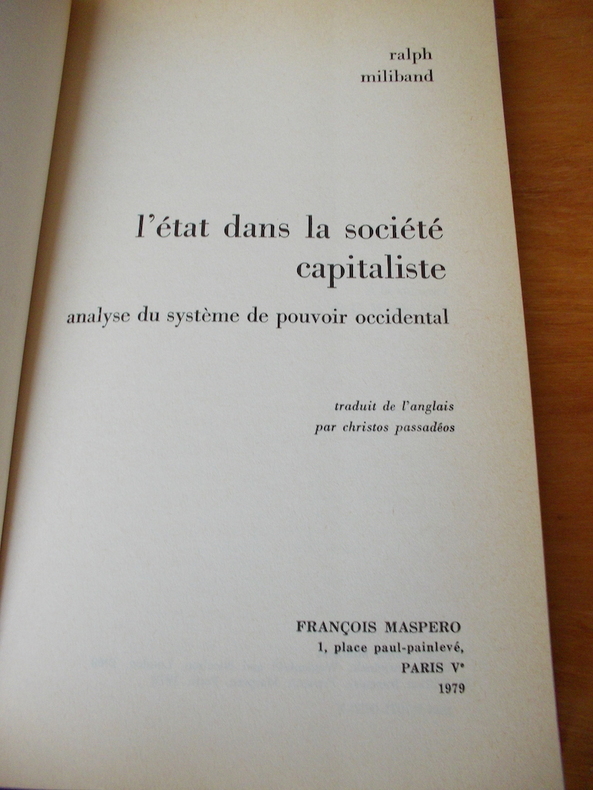 ralph
miliband
l'état dans la société
capitaliste
analyse du système de pouvoir occidental
traduit de l'anglais
par christos passadéos
FRANÇOIS MASPERO
1, place paul-painlevé,
PARIS Vᵉ
1979